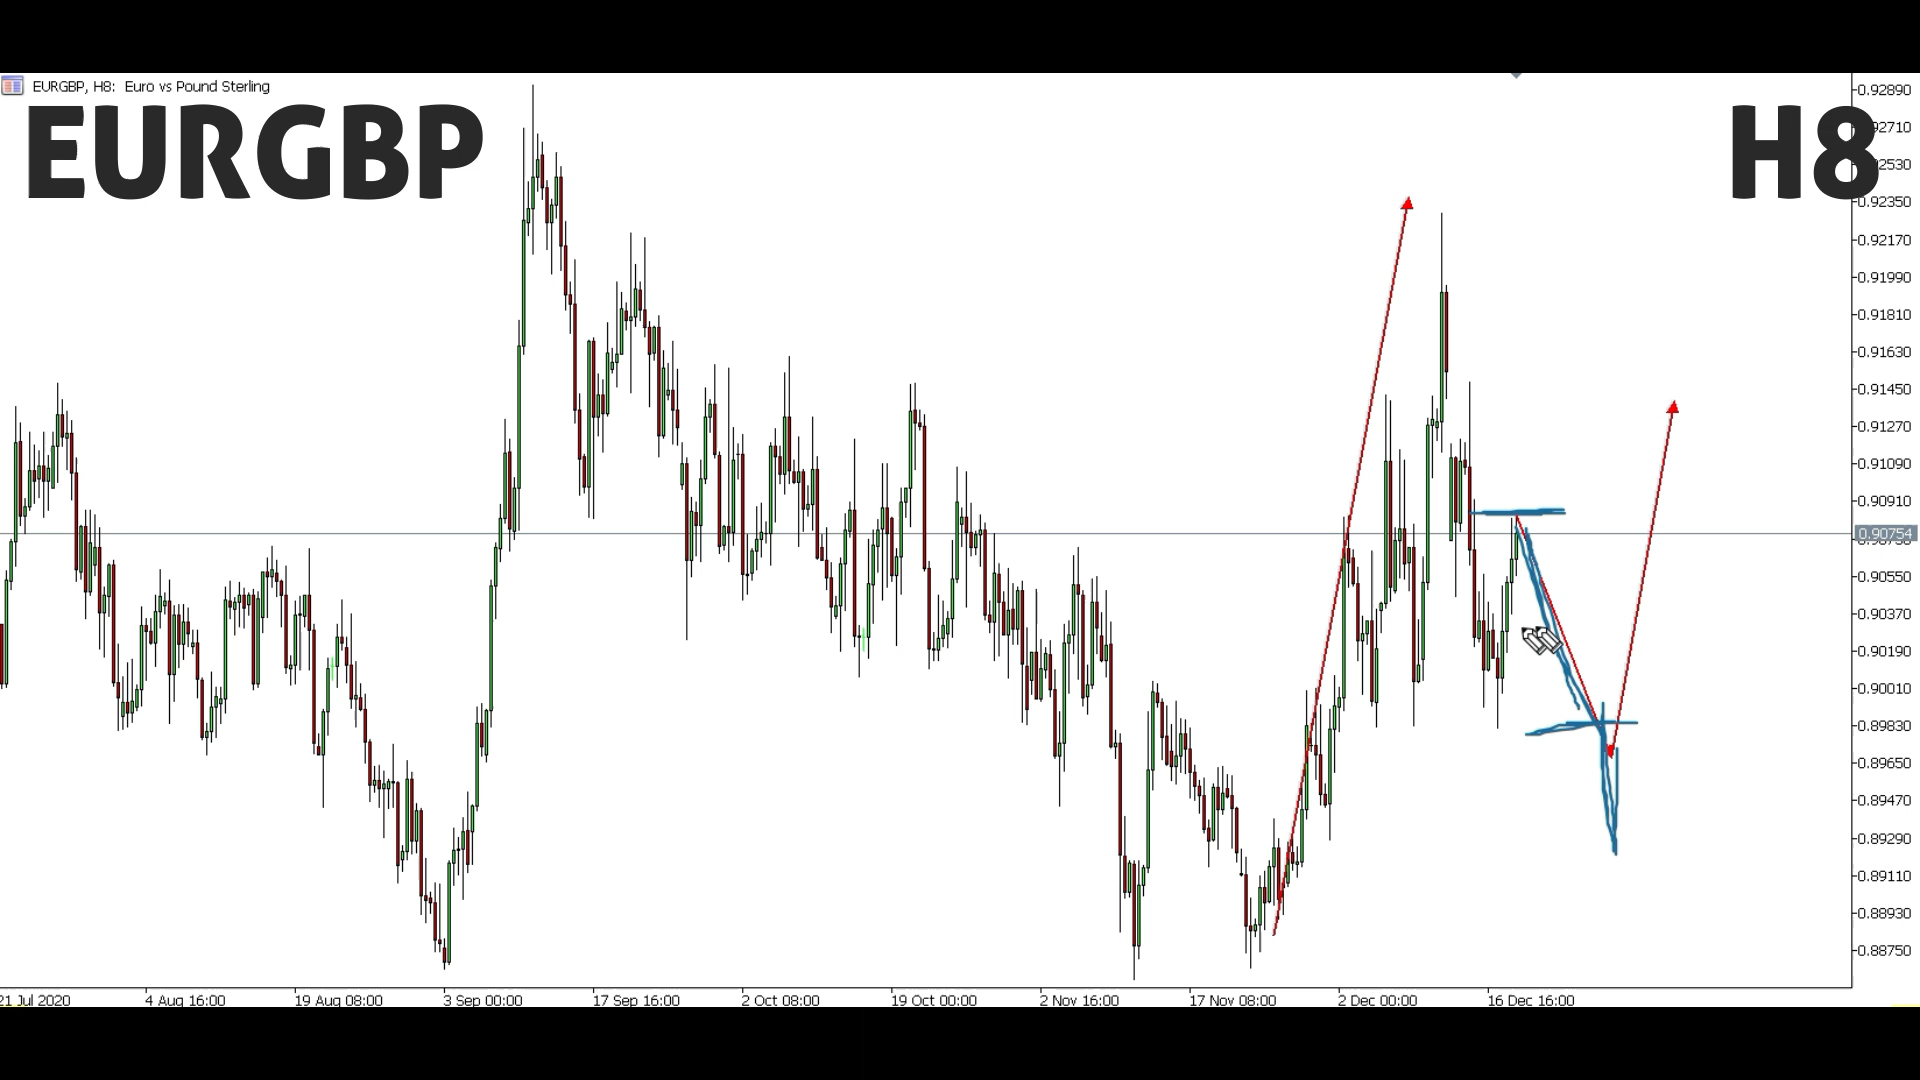 EURGBP, H8: Euro vs Pound Sterling
EURGBP
H8
0.92890
0.92350
0.92170
0.91990
0.91810
0.91630
0.91450
0.91270
0.91090
0.90910
0.90754
0.90550
0.90370
0.90190
0.90010
0.89830
0.89650
0.89470
0.89290
0.89110
0.88930
0.88750
21 Jul 2020
4 Aug 16:00
19 Aug 08:00
3 Sep 00:00
17 Sep 16:00
2 Oct 08:00
19 Oct 00:00
2 Nov 16:00
17 Nov 08:00
2 Dec 00:00
16 Dec 16:00